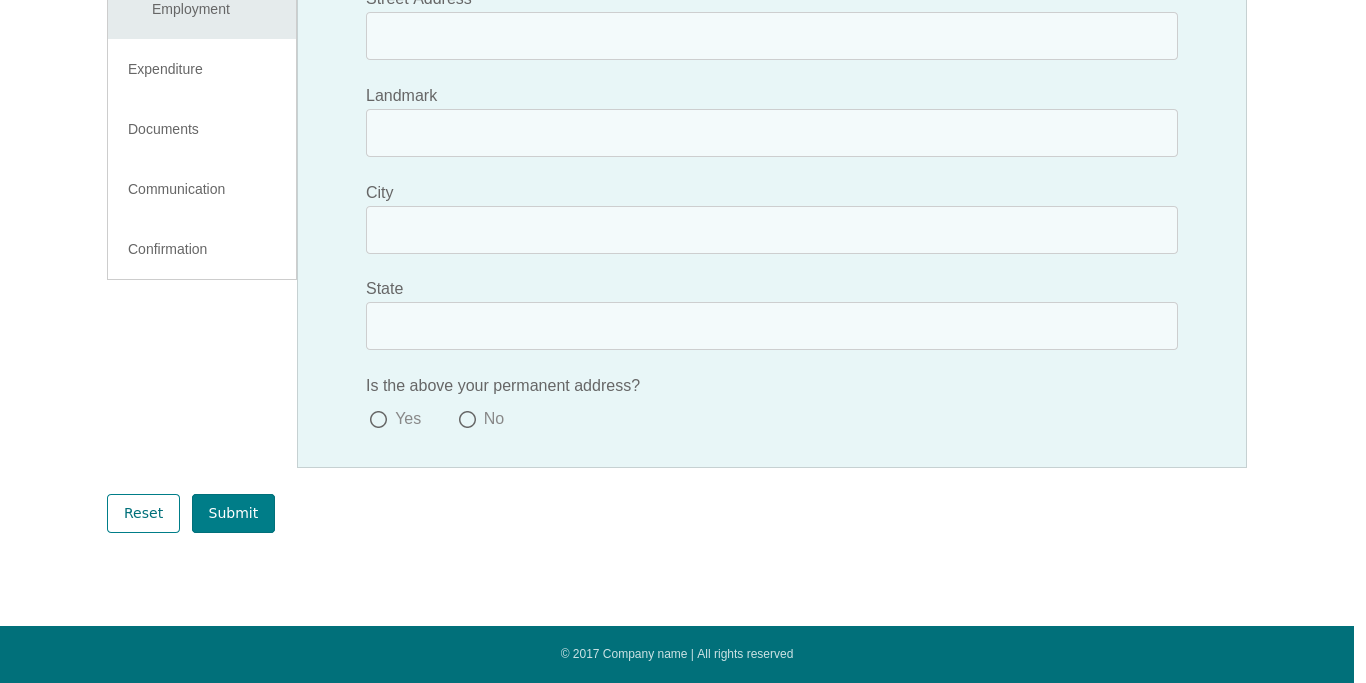 Employment
Expenditure
Documents
Communication
Confirmation
Street Address
Landmark
City
State
Is the above your permanent address?
Yes No
Reset Submit
© 2017 Company name | All rights reserved